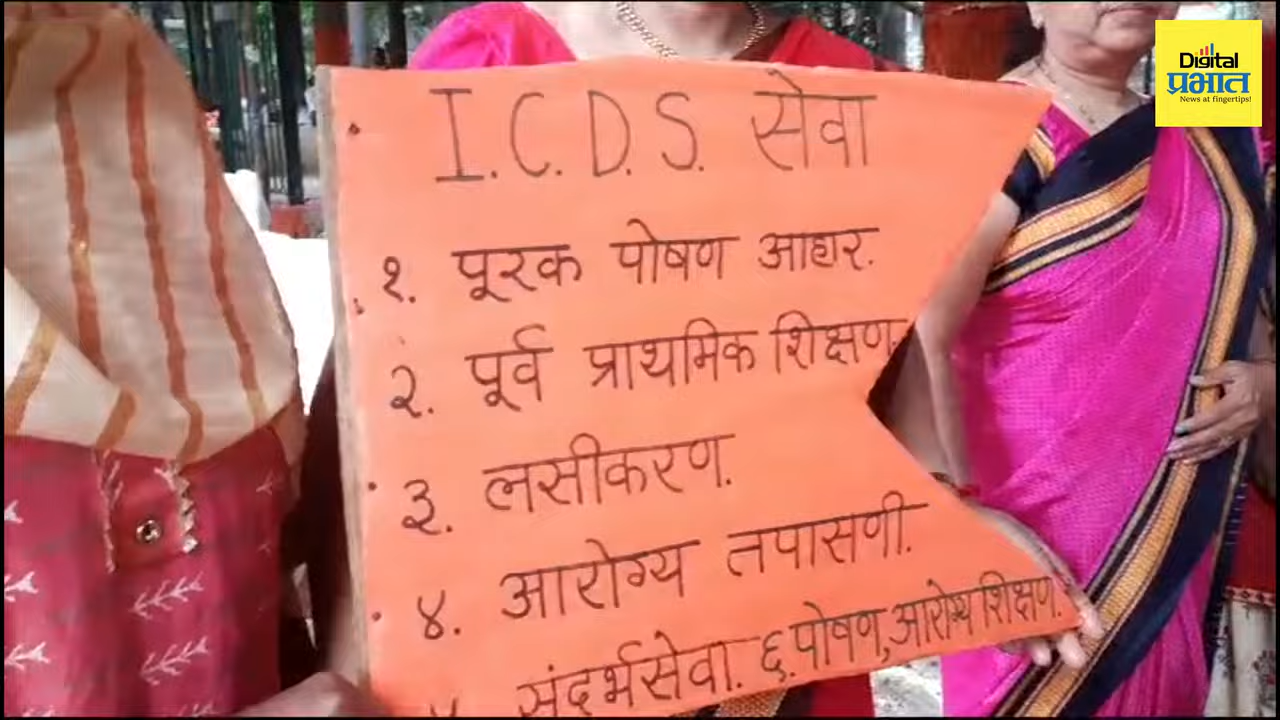 Digital
प्रभात
News at fingertips!
I.C.D.S. सेवा
१. पूरक पोषण आहार.
२. पूर्व प्राथमिक शिक्षण.
३. लसीकरण.
४. आरोग्य तपासणी.
५ संदर्भसेवा. ६. पोषण, आरोग्य शिक्षण.